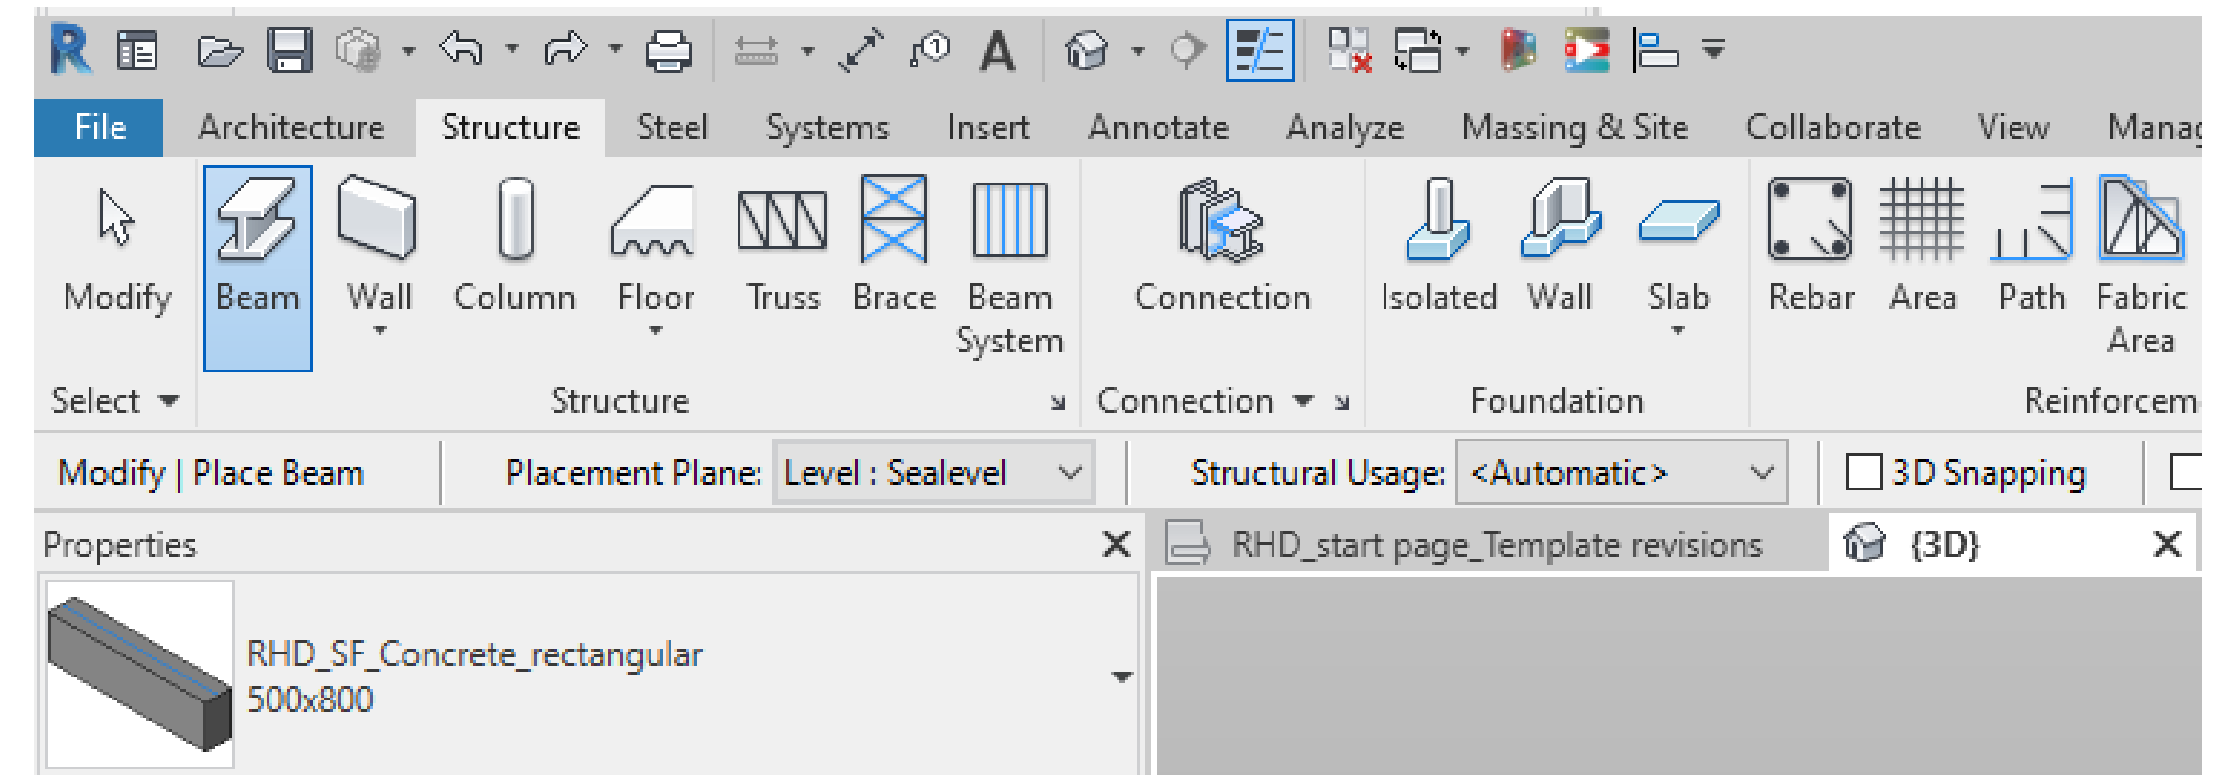 R
1 A
File Architecture Structure Steel Systems Insert Annotate Analyze Massing & Site Collaborate View
Modify Beam Wall Column Floor Truss Brace Beam System Connection Isolated Wall Slab Rebar Area Path Fabric Area
Select Structure Connection Foundation
Modify | Place Beam Placement Plane: Level : Sealevel Structural Usage: <Automatic> 3D Snapping
Properties RHD_start page_Template revisions {3D}
RHD_SF_Concrete_rectangular
500x800